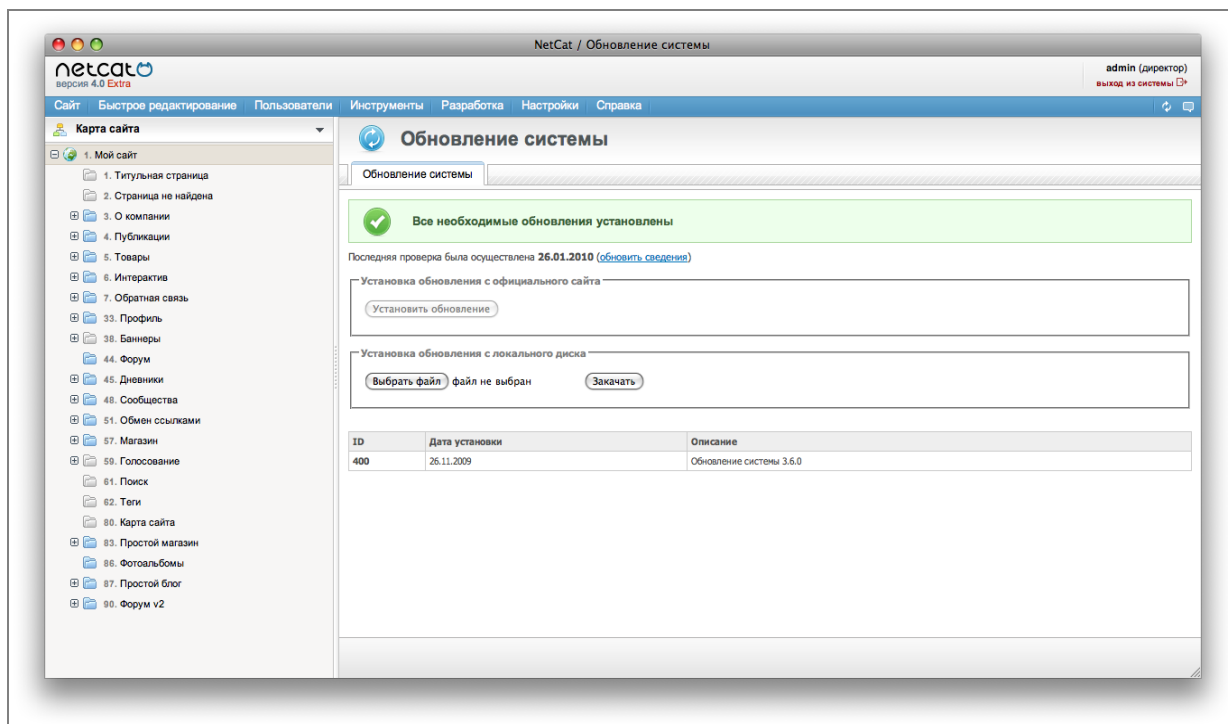 NetCat / Обновление системы
netcat
версия 4.0 Extra
admin (директор)
выход из системы
Сайт Быстрое редактирование Пользователи Инструменты Разработка Настройки Справка
Карта сайта
1. Мой сайт
1. Титульная страница
2. Страница не найдена
3. О компании
4. Публикации
5. Товары
6. Интерактив
7. Обратная связь
33. Профиль
38. Баннеры
44. Форум
45. Дневники
48. Сообщества
51. Обмен ссылками
57. Магазин
59. Голосование
61. Поиск
62. Теги
80. Карта сайта
83. Простой магазин
86. Фотоальбомы
87. Простой блог
90. Форум v2
Обновление системы
Обновление системы
Все необходимые обновления установлены
Последняя проверка была осуществлена 26.01.2010 (обновить сведения)
Установка обновления с официального сайта
Установить обновление
Установка обновления с локального диска
Выбрать файл файл не выбран Закачать
ID Дата установки Описание
400 26.11.2009 Обновление системы 3.6.0